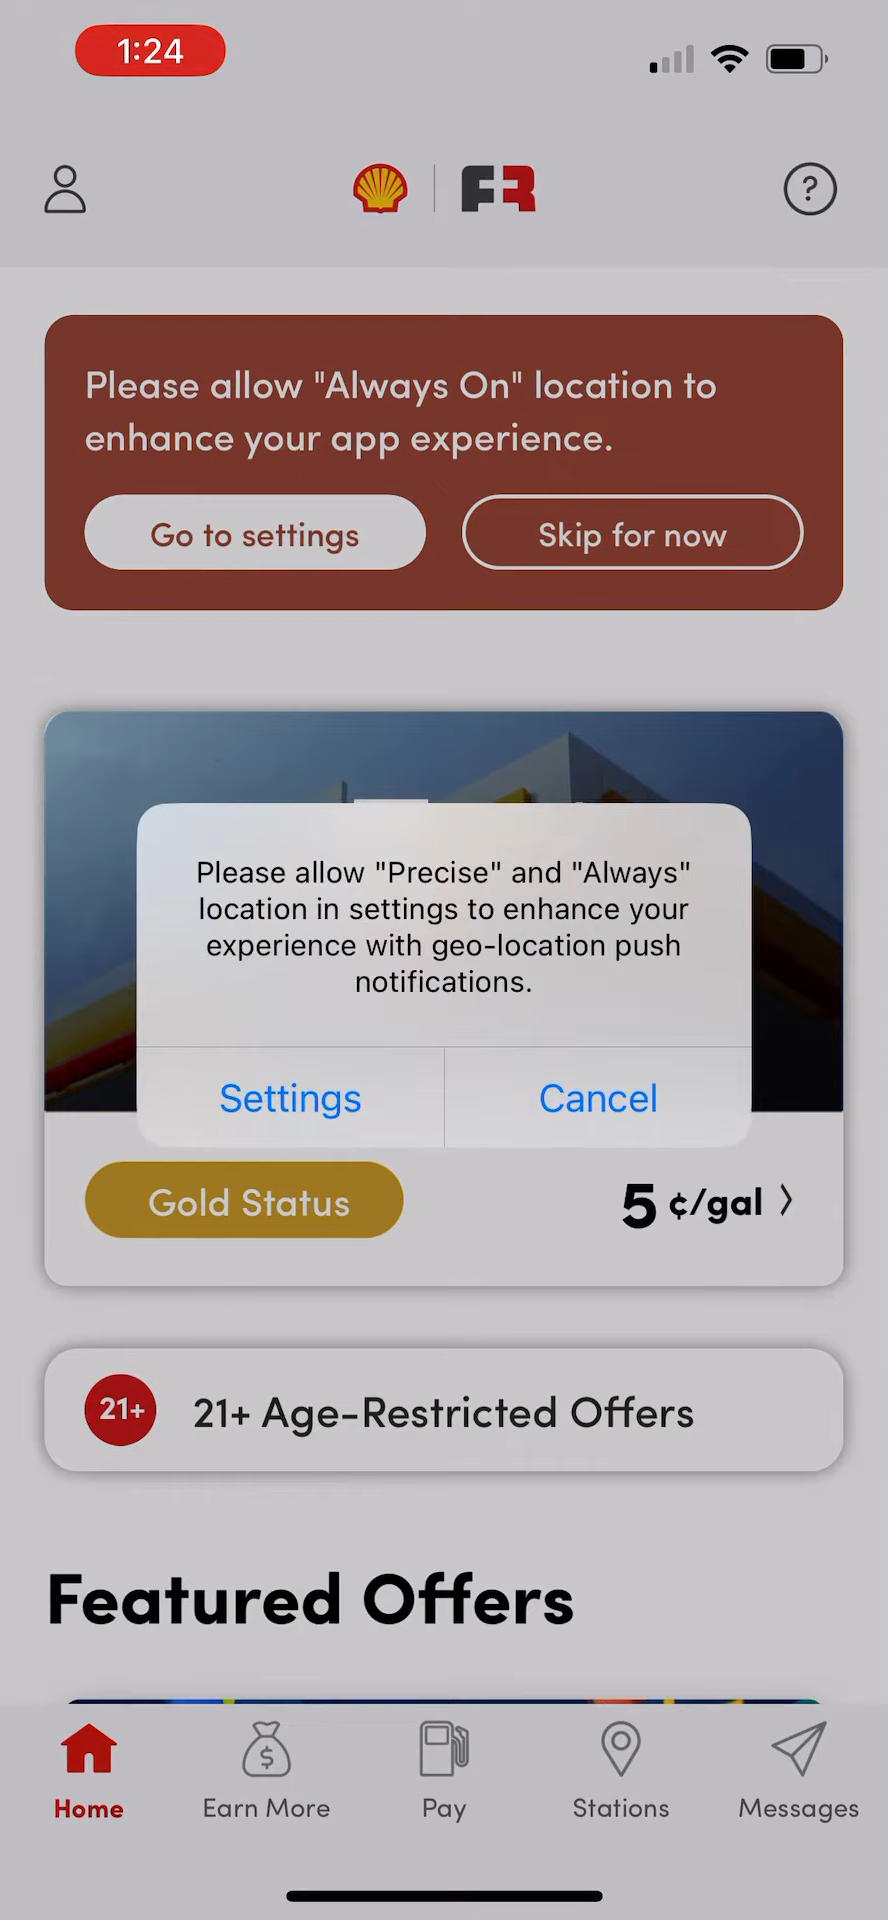 1:24
FR
?
Please allow "Always On" location to
enhance your app experience.
Go to settings
Skip for now
Please allow "Precise" and "Always"
location in settings to enhance your
experience with geo-location push
notifications.
Settings
Cancel
Gold Status
5 ¢/gal
21+
21+ Age-Restricted Offers
Featured Offers
$
Home
Earn More
Pay
Stations
Messages